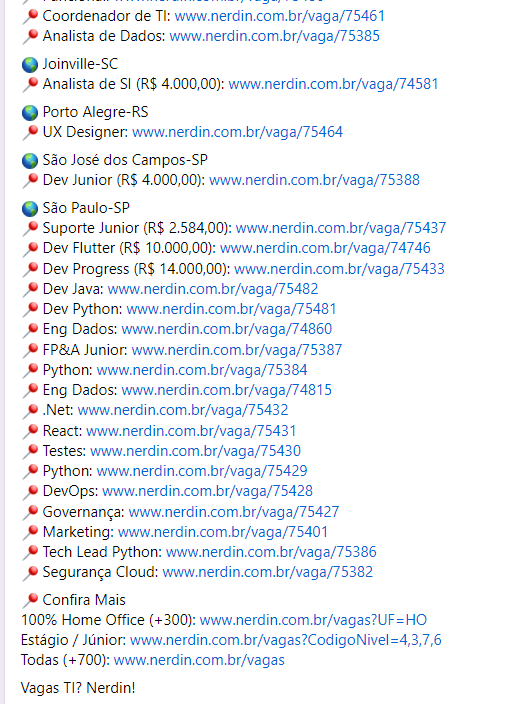 Coordenador de TI: www.nerdin.com.br/vaga/75461
Analista de Dados: www.nerdin.com.br/vaga/75385
Joinville-SC
Analista de SI (R$ 4.000,00): www.nerdin.com.br/vaga/74581
Porto Alegre-RS
UX Designer: www.nerdin.com.br/vaga/75464
São José dos Campos-SP
Dev Junior (R$ 4.000,00): www.nerdin.com.br/vaga/75388
São Paulo-SP
Suporte Junior (R$ 2.584,00): www.nerdin.com.br/vaga/75437
Dev Flutter (R$ 10.000,00): www.nerdin.com.br/vaga/74746
Dev Progress (R$ 14.000,00): www.nerdin.com.br/vaga/75433
Dev Java: www.nerdin.com.br/vaga/75482
Dev Python: www.nerdin.com.br/vaga/75481
Eng Dados: www.nerdin.com.br/vaga/74860
FP&A Junior: www.nerdin.com.br/vaga/75387
Python: www.nerdin.com.br/vaga/75384
Eng Dados: www.nerdin.com.br/vaga/74815
.Net: www.nerdin.com.br/vaga/75432
React: www.nerdin.com.br/vaga/75431
Testes: www.nerdin.com.br/vaga/75430
Python: www.nerdin.com.br/vaga/75429
DevOps: www.nerdin.com.br/vaga/75428
Governança: www.nerdin.com.br/vaga/75427
Marketing: www.nerdin.com.br/vaga/75401
Tech Lead Python: www.nerdin.com.br/vaga/75386
Segurança Cloud: www.nerdin.com.br/vaga/75382
Confira Mais
100% Home Office (+300): www.nerdin.com.br/vagas?UF=HO
Estágio / Júnior: www.nerdin.com.br/vagas?CodigoNivel=4,3,7,6
Todas (+700): www.nerdin.com.br/vagas
Vagas TI? Nerdin!